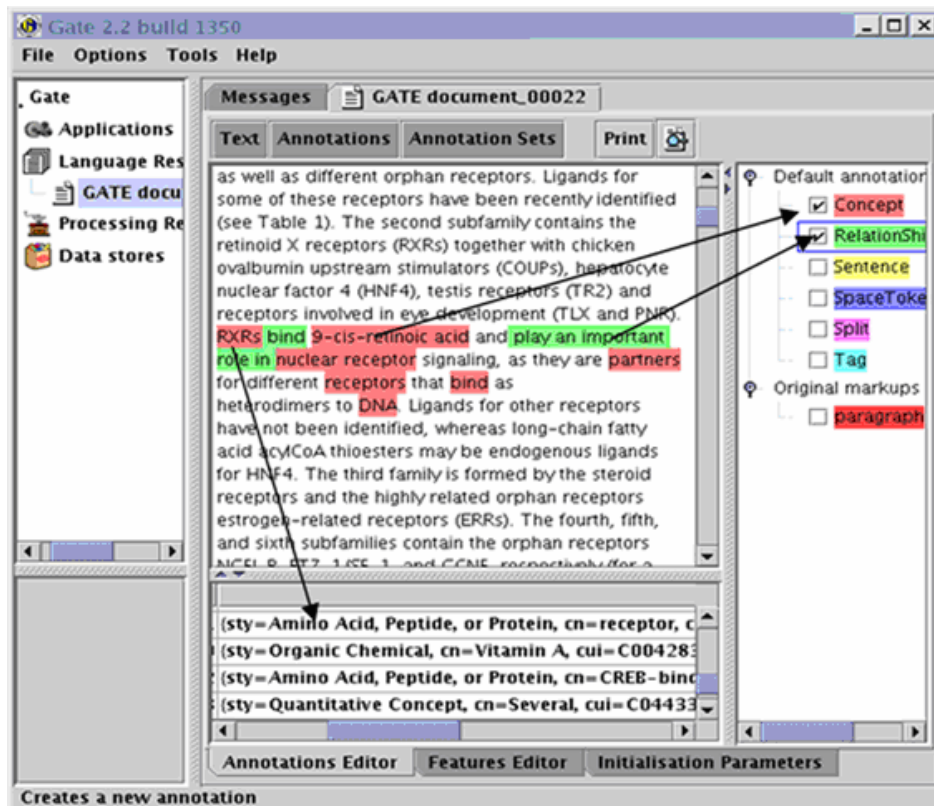 Gate 2.2 build 1350
File Options Tools Help
Gate
Applications
Language Res
GATE docu
Processing Re
Data stores
Messages GATE document_00022
Text Annotations Annotation Sets Print
as well as different orphan receptors. Ligands for
some of these receptors have been recently identified
(see Table 1). The second subfamily contains the
retinoid X receptors (RXRs) together with chicken
ovalbumin upstream stimulators (COUPs), hepatocyte
nuclear factor 4 (HNF4), testis receptors (TR2) and
receptors involved in eye development (TLX and PNR).
RXRs bind 9-cis-retinoic acid and play an important
role in nuclear receptor signaling, as they are partners
for different receptors that bind as
heterodimers to DNA. Ligands for other receptors
have not been identified, whereas long-chain fatty
acid acylCoA thioesters may be endogenous ligands
for HNF4. The third family is formed by the steroid
receptors and the highly related orphan receptors
estrogen-related receptors (ERRs). The fourth, fifth,
and sixth subfamilies contain the orphan receptors
and GCNF, respectively (for a
Default annotation
Concept
RelationShi
Sentence
SpaceToke
Split
Tag
Original markups
paragraph
(sty=Amino Acid, Peptide, or Protein, cn=receptor, c
(sty=Organic Chemical, cn=Vitamin A, cui=C004283
(sty=Amino Acid, Peptide, or Protein, cn=CREB-bind
(sty=Quantitative Concept, cn=Several, cui=C04433
Annotations Editor Features Editor Initialisation Parameters
Creates a new annotation